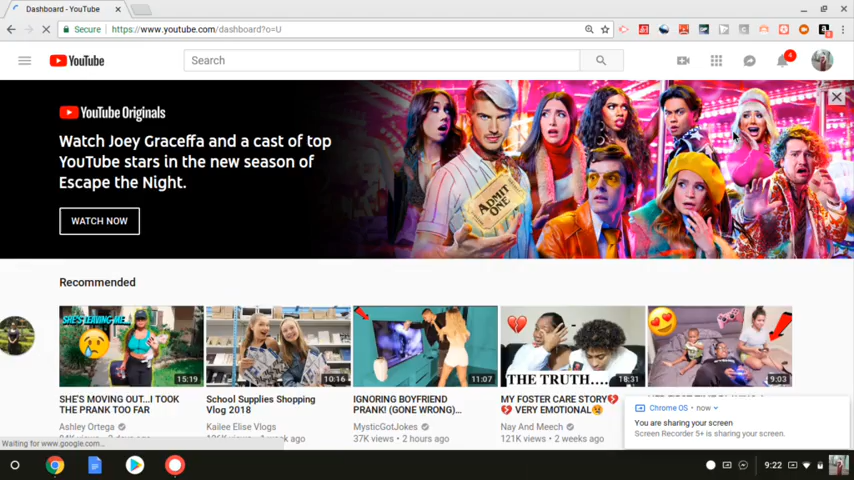 Dashboard - YouTube
Secure
https://www.youtube.com/dashboard?o=U
YouTube
Search
4
YouTube Originals
Watch Joey Graceffa and a cast of top
YouTube stars in the new season of
Escape the Night.
WATCH NOW
ADMIT
ONE
Recommended
SHE'S LEAVING ME...
15:19
10:16
11:07
THE TRUTH....
18:31
9:03
SHE'S MOVING OUT...I TOOK
THE PRANK TOO FAR
Ashley Ortega
School Supplies Shopping
Vlog 2018
Kailee Elise Vlogs
IGNORING BOYFRIEND
PRANK! (GONE WRONG)...
MysticGotJokes
37K views • 2 hours ago
MY FOSTER CARE STORY💔
💔 VERY EMOTIONAL😢
Nay And Meech
121K views • 2 weeks ago
Chrome OS • now
You are sharing your screen
Screen Recorder 5+ is sharing your screen.
Waiting for www.google.com...
9:22